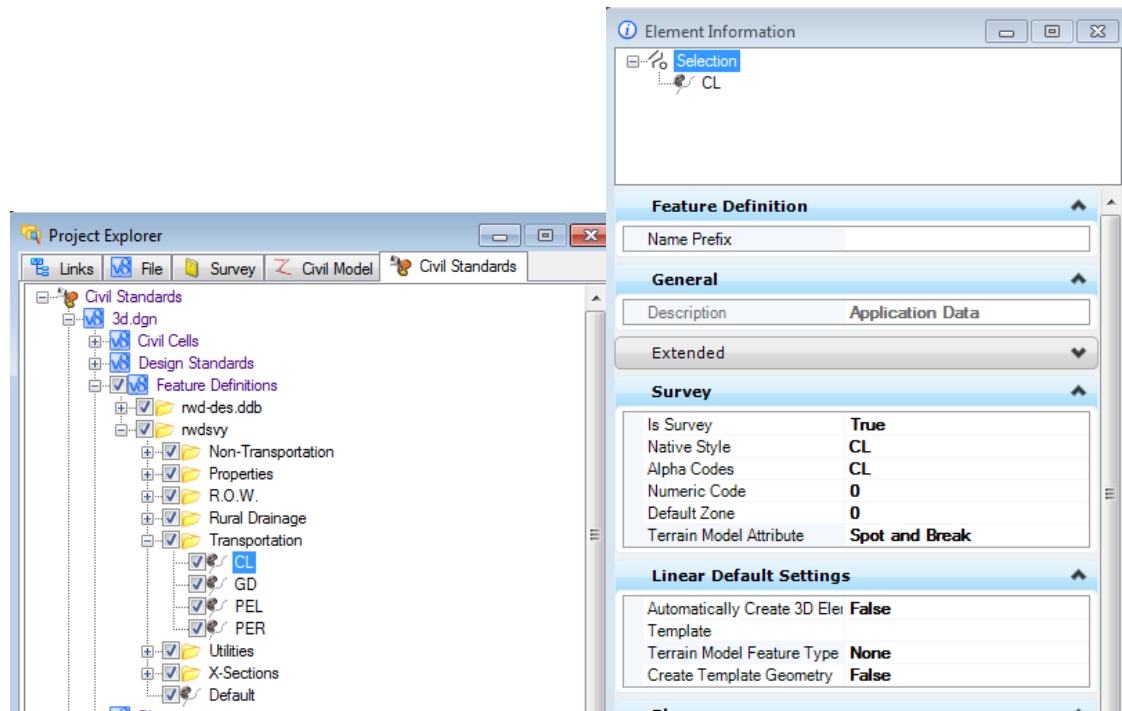 Element Information
Selection
CL
Feature Definition
Name Prefix
General
Description Application Data
Extended
Survey
Is Survey True
Native Style CL
Alpha Codes CL
Numeric Code 0
Default Zone 0
Terrain Model Attribute Spot and Break
Linear Default Settings
Automatically Create 3D Eler False
Template
Terrain Model Feature Type None
Create Template Geometry False
Project Explorer
Links File Survey Civil Model Civil Standards
Civil Standards
3d.dgn
Civil Cells
Design Standards
Feature Definitions
rwd-des.ddb
rwdsvy
Non-Transportation
Properties
R.O.W.
Rural Drainage
Transportation
CL
GD
PEL
PER
Utilities
X-Sections
Default